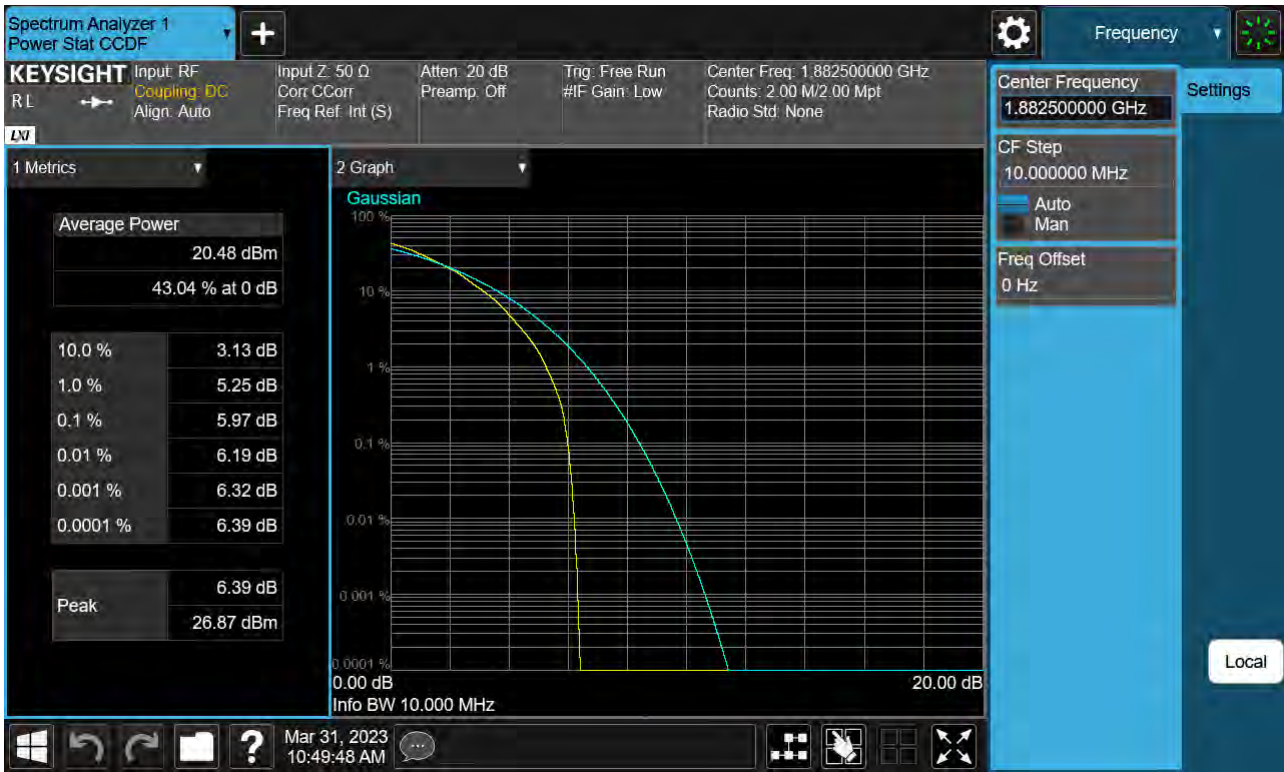 Spectrum Analyzer 1
Power Stat CCDF
Frequency
KEYSIGHT
RL
LXI
Input: RF
Coupling: DC
Align: Auto
Input Z: 50 Ω
Corr CCorr
Freq Ref: Int (S)
Atten: 20 dB
Preamp: Off
Trig: Free Run
#IF Gain: Low
Center Freq: 1.882500000 GHz
Counts: 2.00 M/2.00 Mpt
Radio Std: None
Center Frequency
1.882500000 GHz
Settings
CF Step
10.000000 MHz
Auto
Man
Freq Offset
0 Hz
1 Metrics
Average Power
20.48 dBm
43.04 % at 0 dB
10.0 % 3.13 dB
1.0 % 5.25 dB
0.1 % 5.97 dB
0.01 % 6.19 dB
0.001 % 6.32 dB
0.0001 % 6.39 dB
Peak
6.39 dB
26.87 dBm
2 Graph
Gaussian
100 %
10 %
1 %
0.1 %
0.01 %
0.001 %
0.0001 %
0.00 dB 20.00 dB
Info BW 10.000 MHz
Local
?
Mar 31, 2023
10:49:48 AM